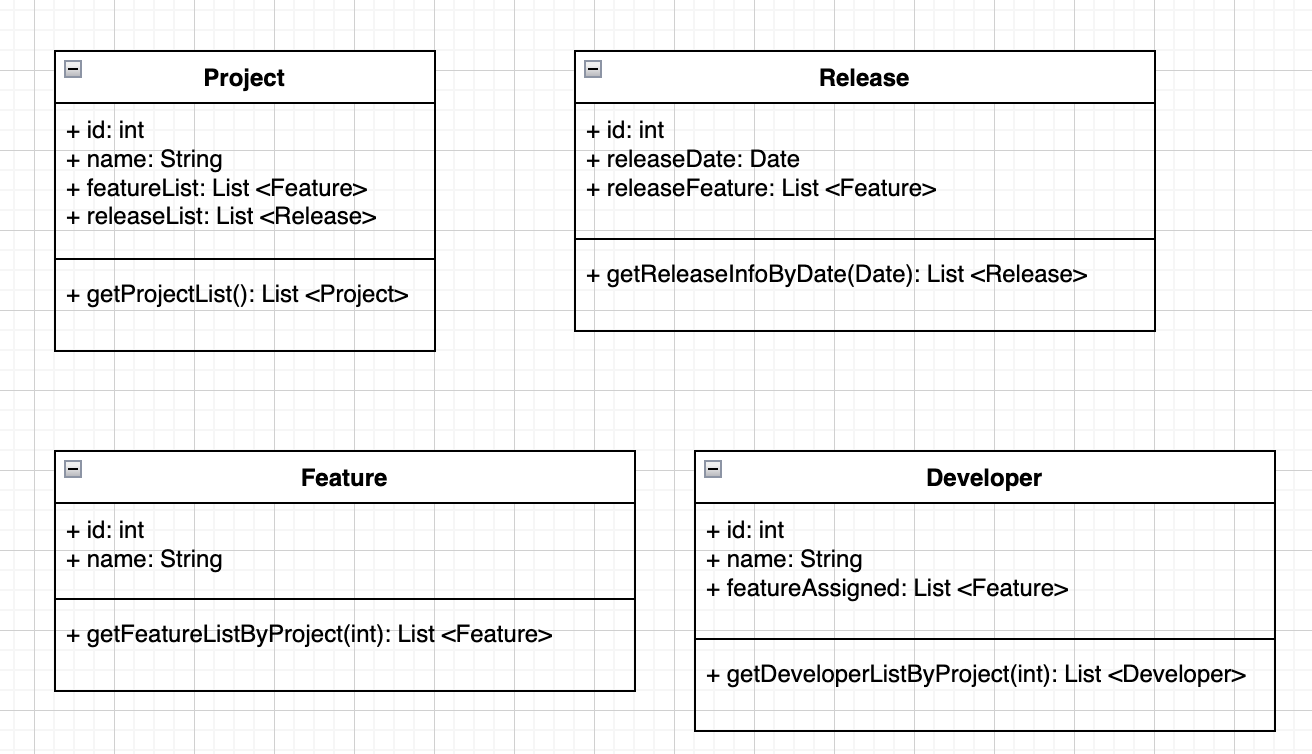 Project
+ id: int
+ name: String
+ featureList: List <Feature>
+ releaseList: List <Release>
+ getProjectList(): List <Project>
Release
+ id: int
+ releaseDate: Date
+ releaseFeature: List <Feature>
+ getReleaseInfoByDate(Date): List <Release>
Feature
+ id: int
+ name: String
+ getFeatureListByProject(int): List <Feature>
Developer
+ id: int
+ name: String
+ featureAssigned: List <Feature>
+ getDeveloperListByProject(int): List <Developer>